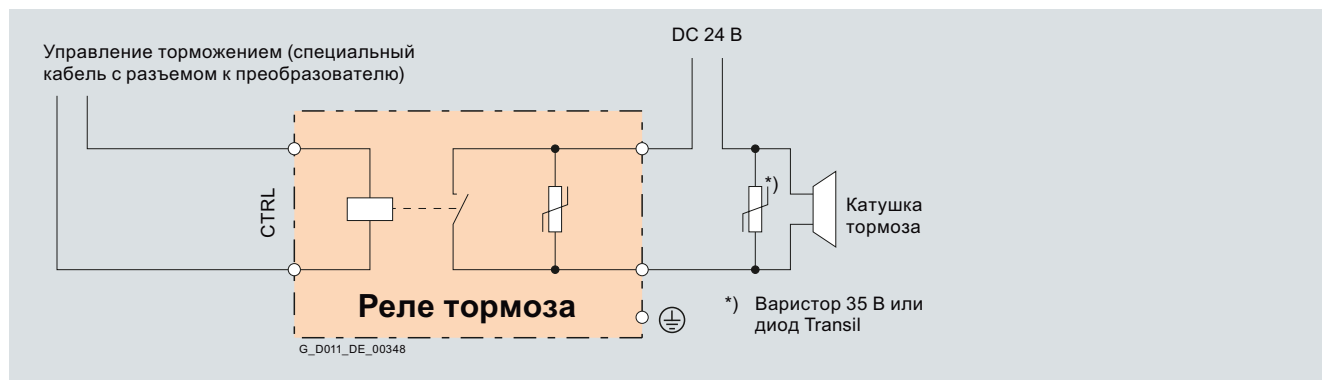 Управление торможением (специальный
кабель с разъемом к преобразователю)
DC 24 В
CTRL
*)
Катушка
тормоза
Реле тормоза
*) Варистор 35 В или
диод Transil
G_D011_DE_00348